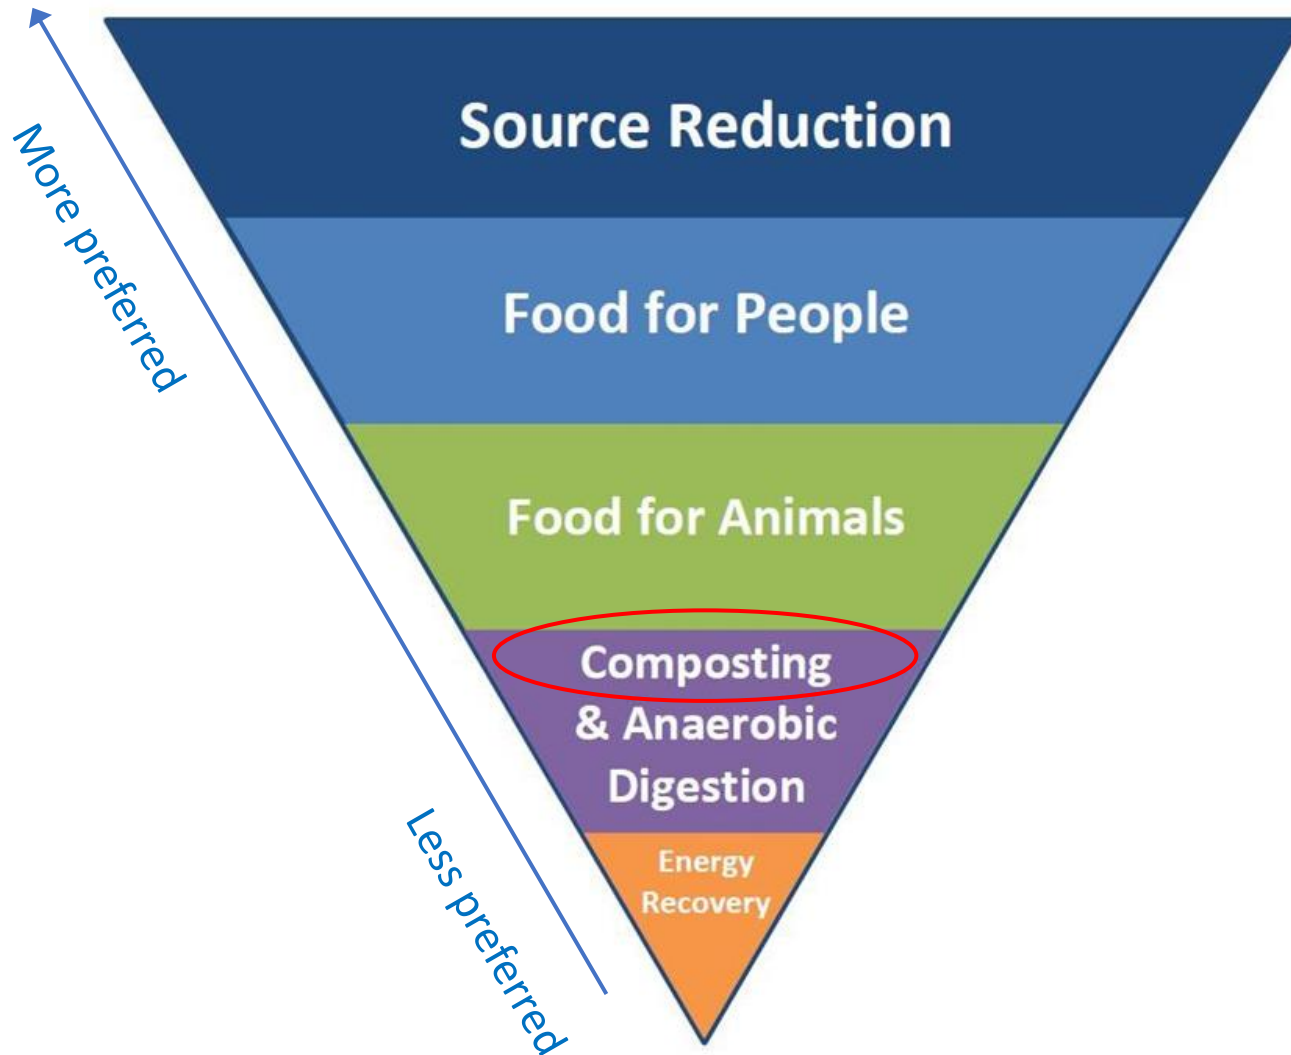 Source Reduction
More preferred
Food for People
Food for Animals
Composting
& Anaerobic
Digestion
Less preferred
Energy
Recovery